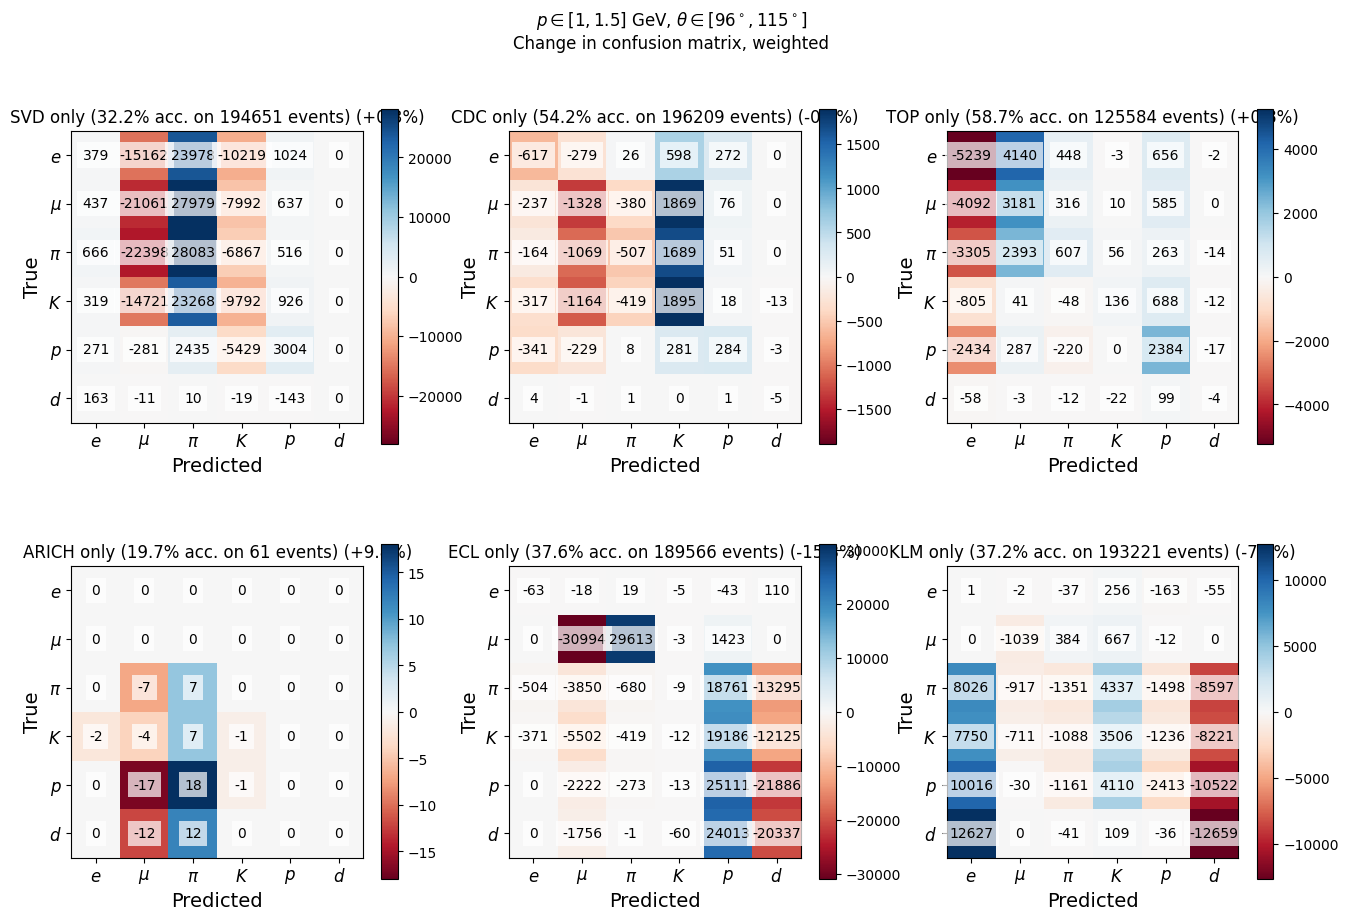 p ∈ [1, 1.5] GeV, θ ∈ [96°, 115°]
Change in confusion matrix, weighted
SVD only (32.2% acc. on 194651 events)
e 379 -15162 23978 -10219 1024 0
μ 437 -21061 27979 -7992 637 0
π 666 -22398 28083 -6867 516 0
K 319 -14721 23268 -9792 926 0
p 271 -281 2435 -5429 3004 0
d 163 -11 10 -19 -143 0
e μ π K p d
True
Predicted
20000
10000
0
−10000
−20000
CDC only (54.2% acc. on 196209 events)
e -617 -279 26 598 272 0
μ -237 -1328 -380 1869 76 0
π -164 -1069 -507 1689 51 0
K -317 -1164 -419 1895 18 -13
p -341 -229 8 281 284 -3
d 4 -1 1 0 1 -5
e μ π K p d
True
Predicted
1500
1000
500
0
−500
−1000
−1500
TOP only (58.7% acc. on 125584 events)
e -5239 4140 448 -3 656 -2
μ -4092 3181 316 10 585 0
π -3305 2393 607 56 263 -14
K -805 41 -48 136 688 -12
p -2434 287 -220 0 2384 -17
d -58 -3 -12 -22 99 -4
e μ π K p d
True
Predicted
4000
2000
0
−2000
−4000
ARICH only (19.7% acc. on 61 events)
e 0 0 0 0 0 0
μ 0 0 0 0 0 0
π 0 -7 7 0 0 0
K -2 -4 7 -1 0 0
p 0 -17 18 -1 0 0
d 0 -12 12 0 0 0
e μ π K p d
True
Predicted
15
10
5
0
−5
−10
−15
ECL only (37.6% acc. on 189566 events)
e -63 -18 19 -5 -43 110
μ 0 -30994 29613 -3 1423 0
π -504 -3850 -680 -9 18761 -13295
K -371 -5502 -419 -12 19186 -12125
p 0 -2222 -273 -13 25111 -21886
d 0 -1756 -1 -60 24013 -20337
e μ π K p d
True
Predicted
30000
20000
10000
0
−10000
−20000
−30000
KLM only (37.2% acc. on 193221 events)
e 1 -2 -37 256 -163 -55
μ 0 -1039 384 667 -12 0
π 8026 -917 -1351 4337 -1498 -8597
K 7750 -711 -1088 3506 -1236 -8221
p 10016 -30 -1161 4110 -2413 -10522
d 12627 0 -41 109 -36 -12659
e μ π K p d
True
Predicted
10000
5000
0
−5000
−10000